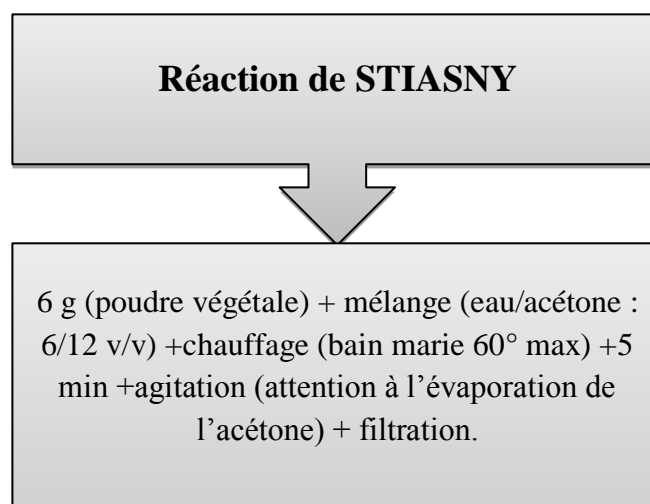 Réaction de STIASNY
6 g (poudre végétale) + mélange (eau/acétone :
6/12 v/v) +chauffage (bain marie 60° max) +5
min +agitation (attention à l’évaporation de
l’acétone) + filtration.